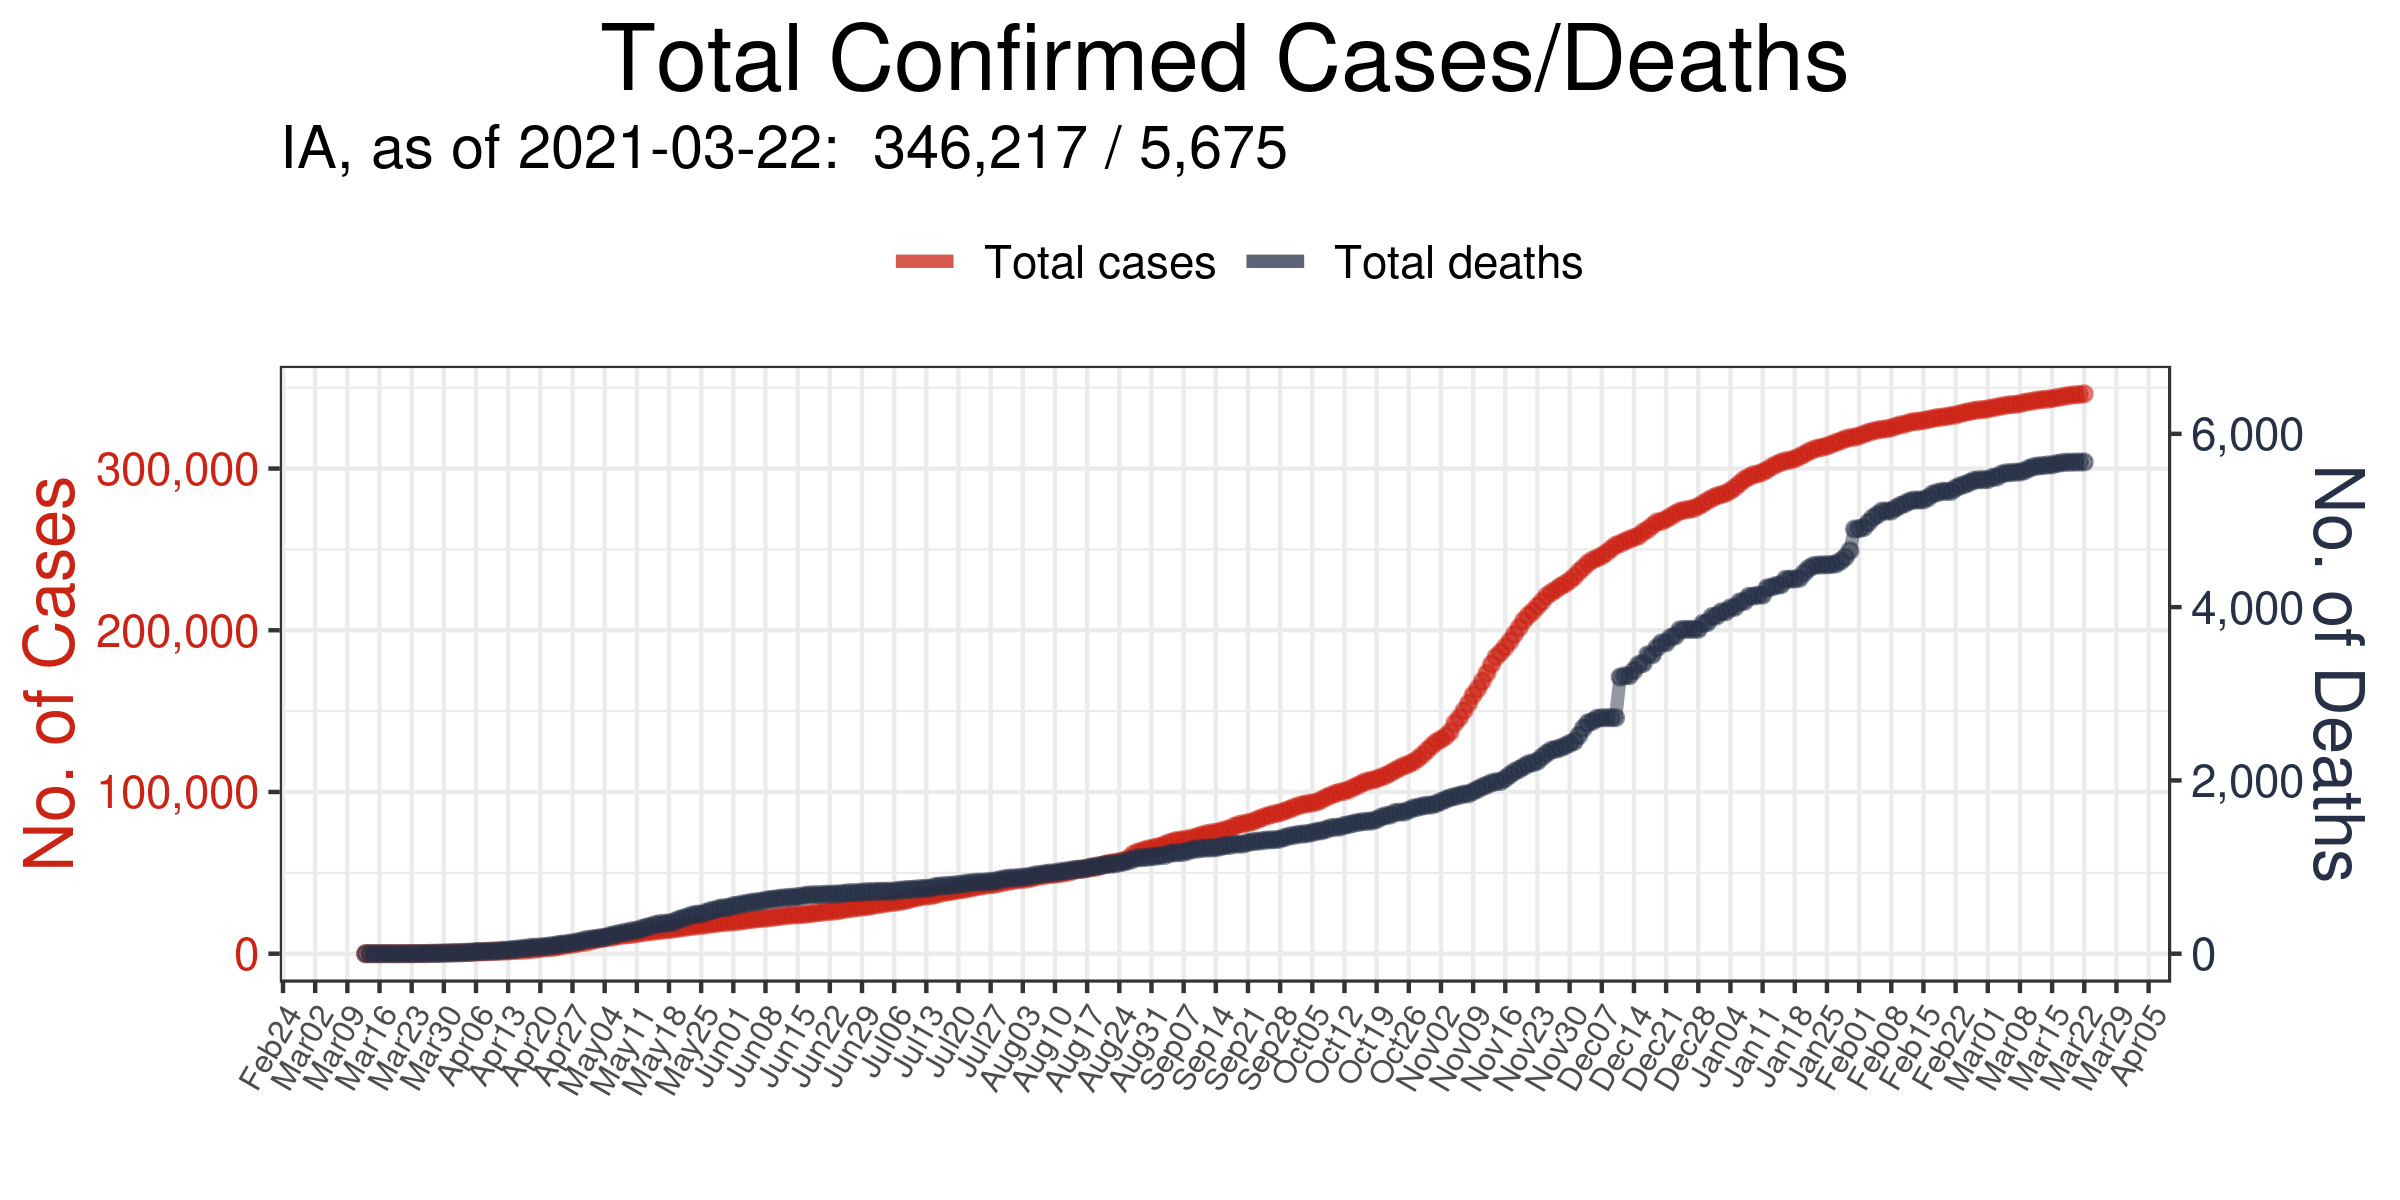 Total Confirmed Cases/Deaths
IA, as of 2021-03-22:  346,217 / 5,675
Total cases
Total deaths
No. of Cases
300,000
200,000
100,000
0
6,000
4,000
2,000
0
No. of Deaths
Feb24
Mar02
Mar09
Mar16
Mar23
Mar30
Apr06
Apr13
Apr20
Apr27
May04
May11
May18
May25
Jun01
Jun08
Jun15
Jun22
Jun29
Jul06
Jul13
Jul20
Jul27
Aug03
Aug10
Aug17
Aug24
Aug31
Sep07
Sep14
Sep21
Sep28
Oct05
Oct12
Oct19
Oct26
Nov02
Nov09
Nov16
Nov23
Nov30
Dec07
Dec14
Dec21
Dec28
Jan04
Jan11
Jan18
Jan25
Feb01
Feb08
Feb15
Feb22
Mar01
Mar08
Mar15
Mar22
Mar29
Apr05